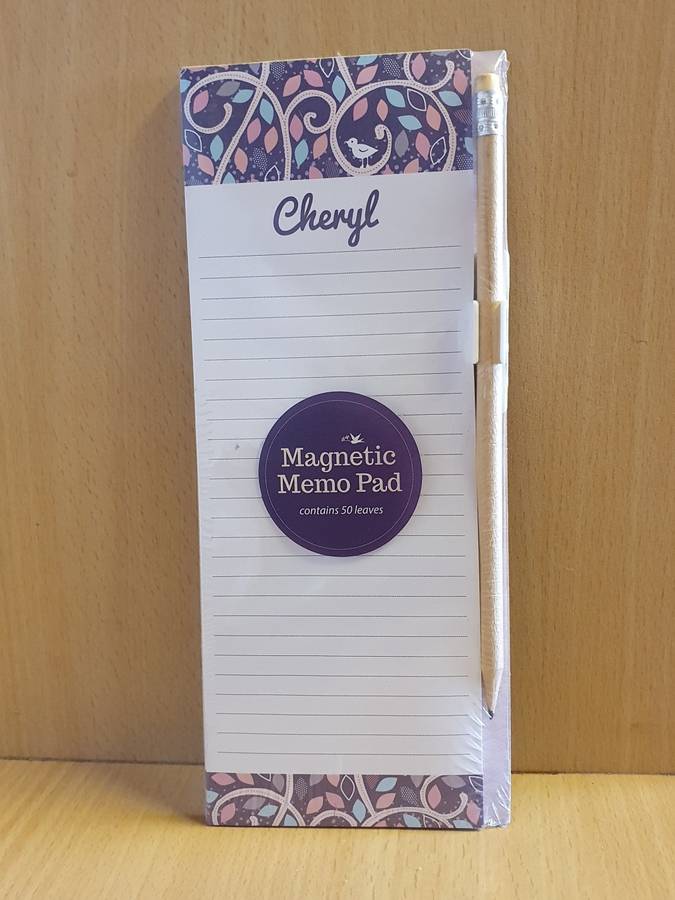 Cheryl
Magnetic
Memo Pad
contains 50 leaves